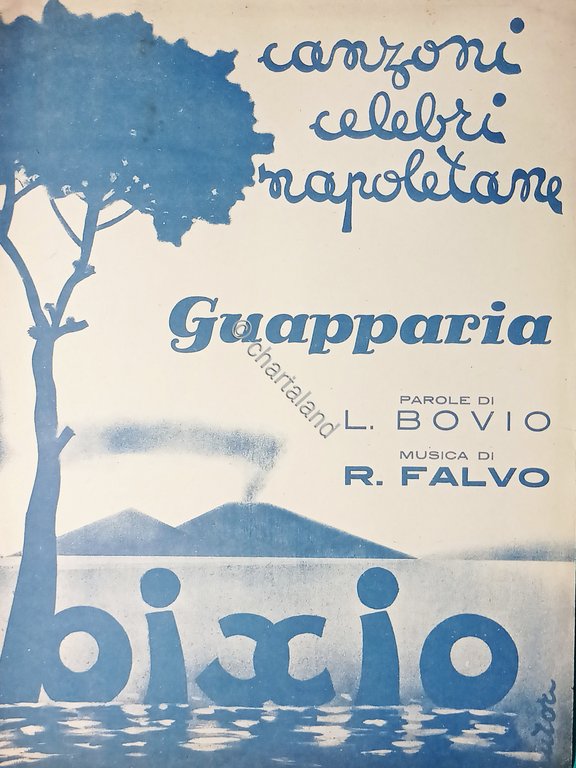 canzoni
celebri
napoletane
Guapparia
© chartaland
PAROLE DI
L. BOVIO
MUSICA DI
R. FALVO
bixio